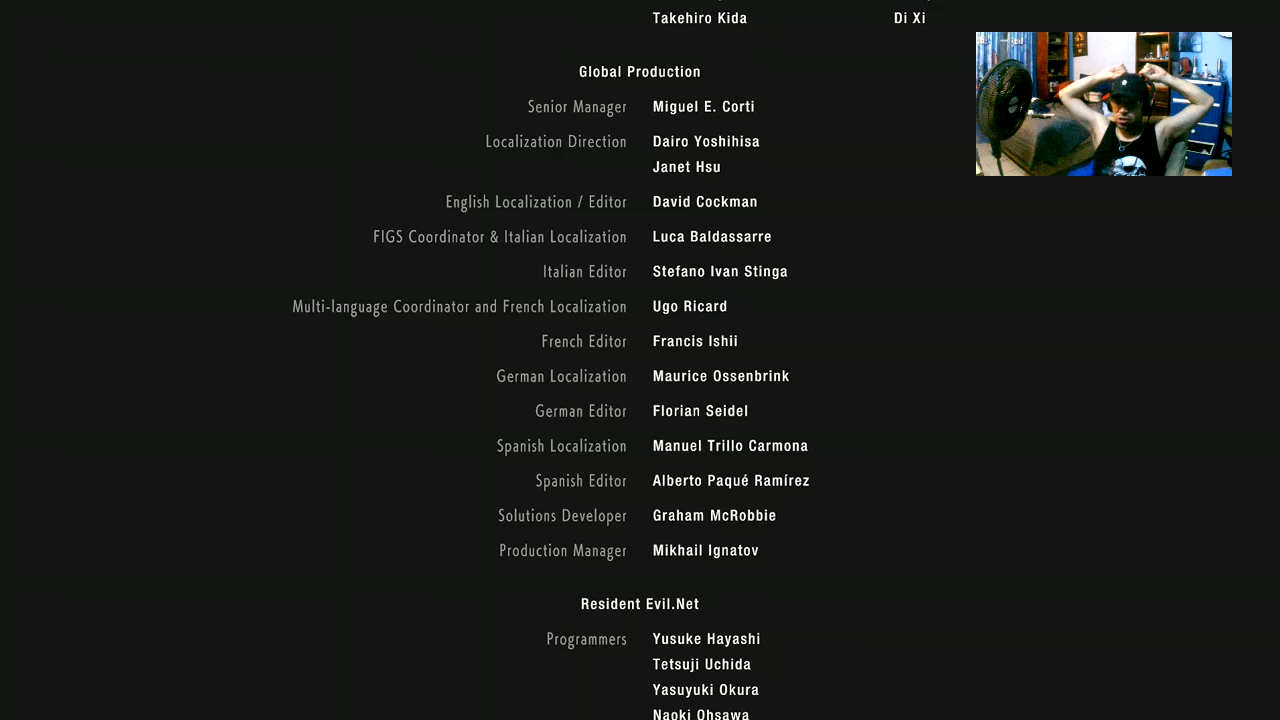 Takehiro Kida Di Xi
Global Production
Senior Manager Miguel E. Corti
Localization Direction Dairo Yoshihisa
Janet Hsu
English Localization / Editor David Cockman
FIGS Coordinator & Italian Localization Luca Baldassarre
Italian Editor Stefano Ivan Stinga
Multi-language Coordinator and French Localization Ugo Ricard
French Editor Francis Ishii
German Localization Maurice Ossenbrink
German Editor Florian Seidel
Spanish Localization Manuel Trillo Carmona
Spanish Editor Alberto Paqué Ramírez
Solutions Developer Graham McRobbie
Production Manager Mikhail Ignatov
Resident Evil.Net
Programmers Yusuke Hayashi
Tetsuji Uchida
Yasuyuki Okura
Naoki Ohsawa